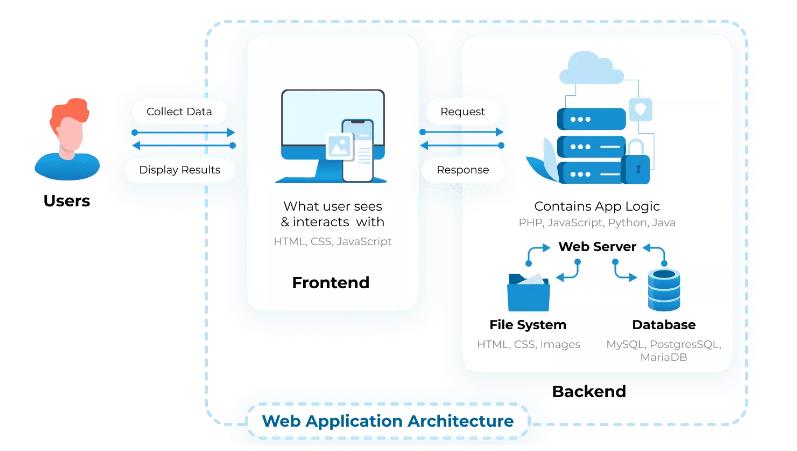 Collect Data
Display Results
Users
What user sees
& interacts with
HTML, CSS, JavaScript
Frontend
Request
Response
Contains App Logic
PHP, JavaScript, Python, Java
Web Server
File System
HTML, CSS, Images
Database
MySQL, PostgresSQL,
MariaDB
Backend
Web Application Architecture